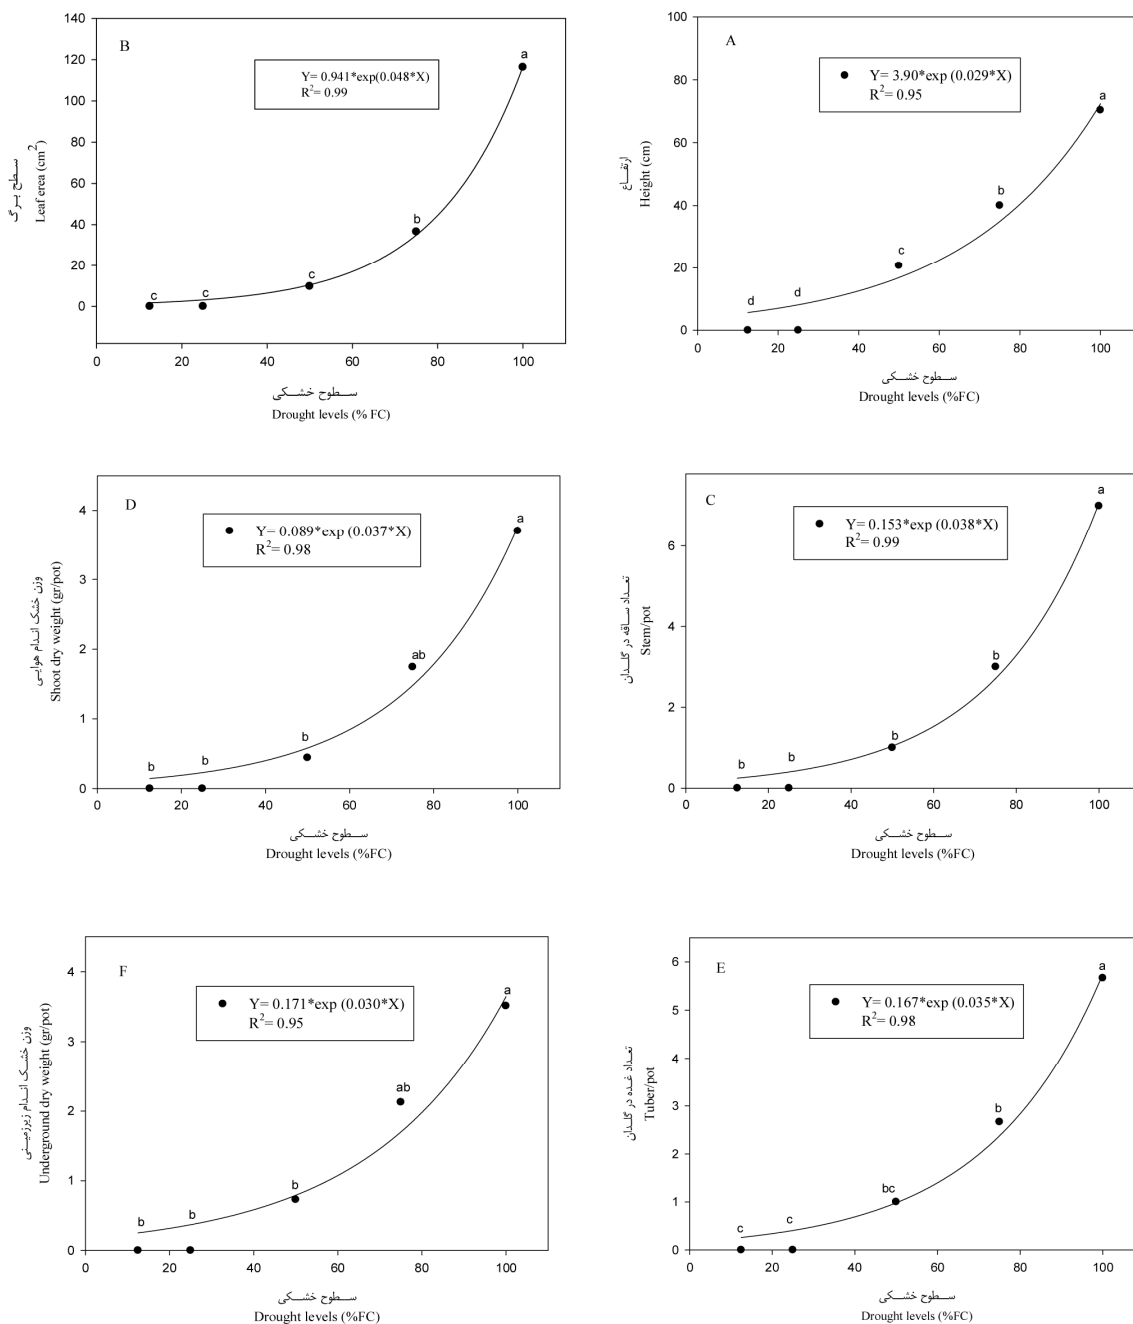 B
Y= 0.941*exp(0.048*X)
R²= 0.99
a
b
c
c
c
140
120
100
80
60
40
20
0
0 20 40 60 80 100
سطح برگ
Leaf erea (cm²)
سطوح خشکی
Drought levels (% FC)
A
Y= 3.90*exp (0.029*X)
R²= 0.95
a
b
c
d
d
100
80
60
40
20
0
0 20 40 60 80 100
ارتفاع
Height (cm)
سطوح خشکی
Drought levels (%FC)
D
Y= 0.089*exp (0.037*X)
R²= 0.98
a
ab
b
b
b
4
3
2
1
0
0 20 40 60 80 100
وزن خشک اندام هوایی
Shoot dry weight (gr/pot)
سطوح خشکی
Drought levels (%FC)
C
Y= 0.153*exp (0.038*X)
R²= 0.99
a
b
b
b
b
6
4
2
0
0 20 40 60 80 100
تعداد ساقه در گلدان
Stem/pot
سطوح خشکی
Drought levels (%FC)
F
Y= 0.171*exp (0.030*X)
R²= 0.95
a
ab
b
b
b
4
3
2
1
0
0 20 40 60 80 100
وزن خشک اندام زیرزمینی
Underground dry weight (gr/pot)
سطوح خشکی
Drought levels (%FC)
E
Y= 0.167*exp (0.035*X)
R²= 0.98
a
b
bc
c
c
6
5
4
3
2
1
0
0 20 40 60 80 100
تعداد غده در گلدان
Tuber/pot
سطوح خشکی
Drought levels (%FC)